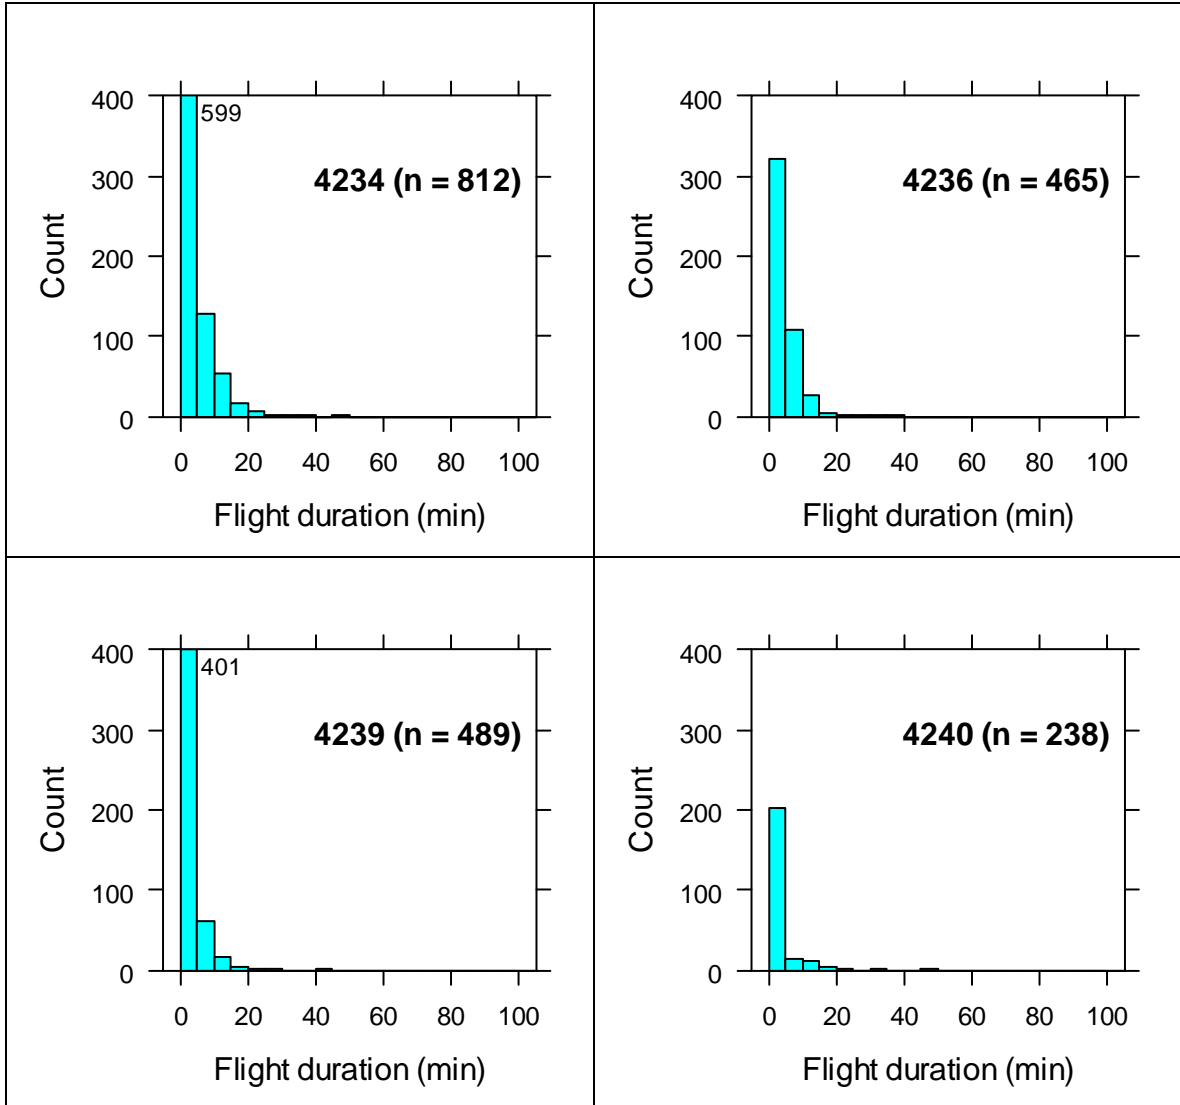 400
599
300
4234 (n = 812)
200
100
0
Count
0 20 40 60 80 100
Flight duration (min)
400
300
4236 (n = 465)
200
100
0
Count
0 20 40 60 80 100
Flight duration (min)
400
401
300
4239 (n = 489)
200
100
0
Count
0 20 40 60 80 100
Flight duration (min)
400
300
4240 (n = 238)
200
100
0
Count
0 20 40 60 80 100
Flight duration (min)